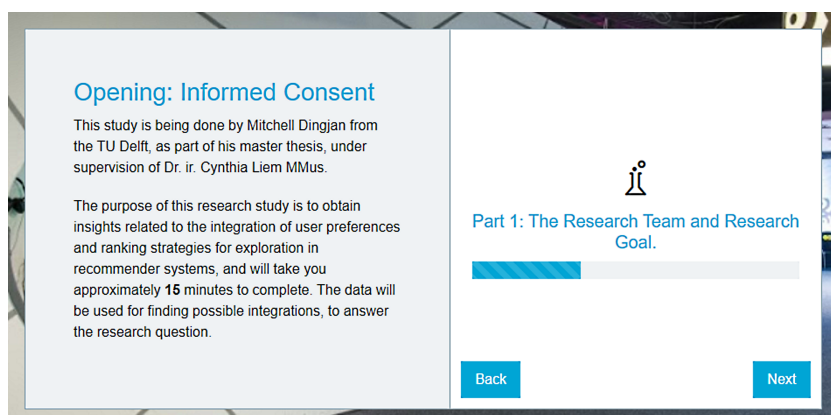 Opening: Informed Consent
This study is being done by Mitchell Dingjan from
the TU Delft, as part of his master thesis, under
supervision of Dr. ir. Cynthia Liem MMus.
The purpose of this research study is to obtain
insights related to the integration of user preferences
and ranking strategies for exploration in
recommender systems, and will take you
approximately 15 minutes to complete. The data will
be used for finding possible integrations, to answer
the research question.
Part 1: The Research Team and Research
Goal.
Back
Next